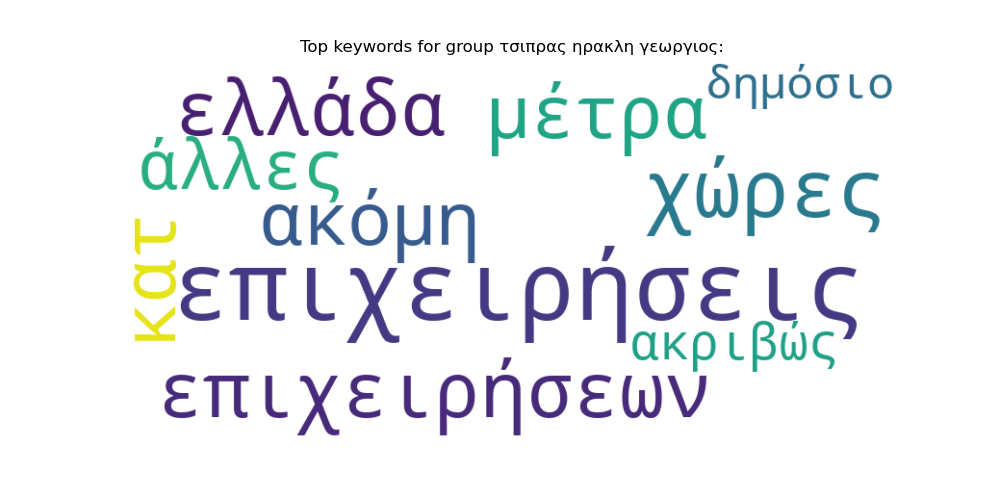 Top keywords for group τσιπρας ηρακλη γεωργιος:
δημόσιο
ελλάδα
μέτρα
άλλες
χώρες
ακόμη
κατ
επιχειρήσεις
ακριβώς
επιχειρήσεων